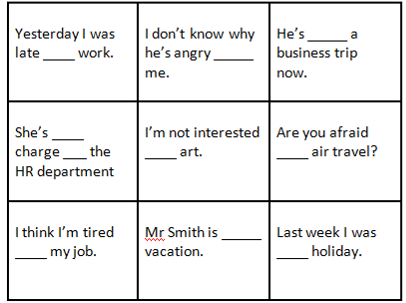 Yesterday I was
late ____ work.
I don't know why
he's angry _____
me.
He's _____ a
business trip
now.
She's ____
charge ___ the
HR department
I'm not interested
____ art.
Are you afraid
____ air travel?
I think I'm tired
____ my job.
Mr Smith is _____
vacation.
Last week I was
____ holiday.